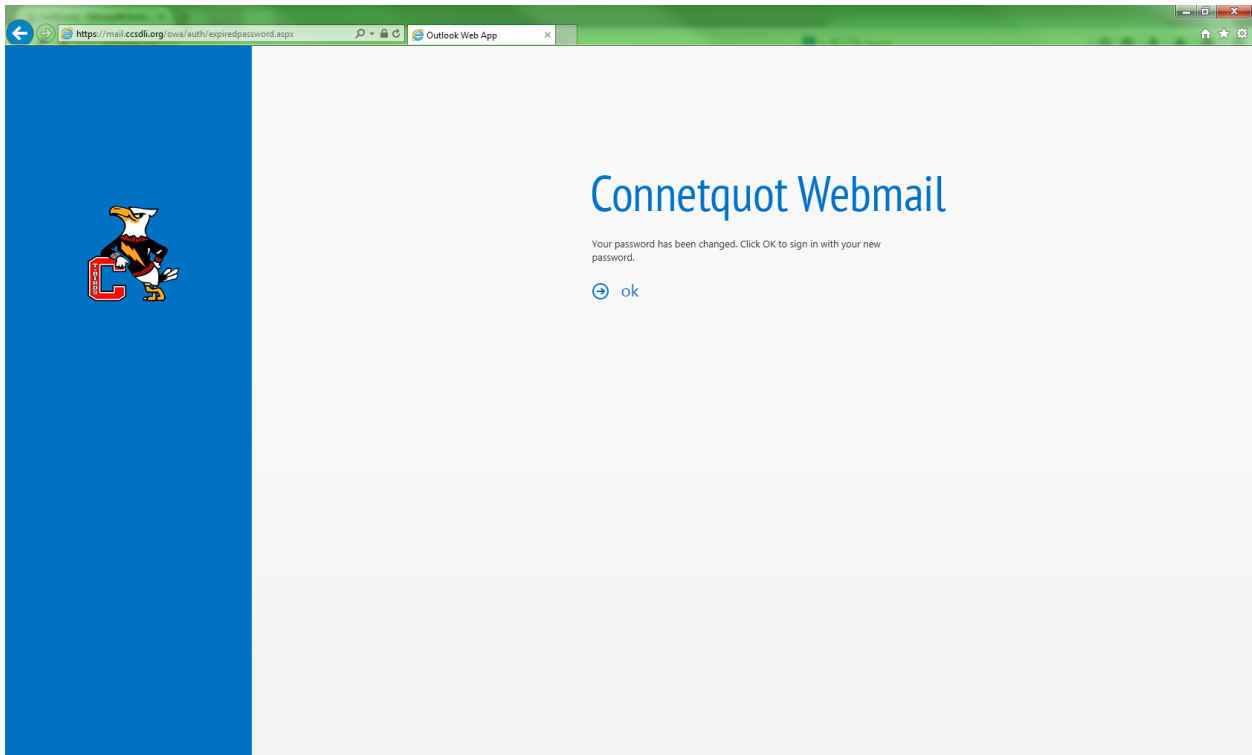 https://mail.ccsdli.org/owa/auth/expiredpassword.aspx
Outlook Web App
Connetquot Webmail
Your password has been changed. Click OK to sign in with your new
password.
ok
T-BIRDS
C